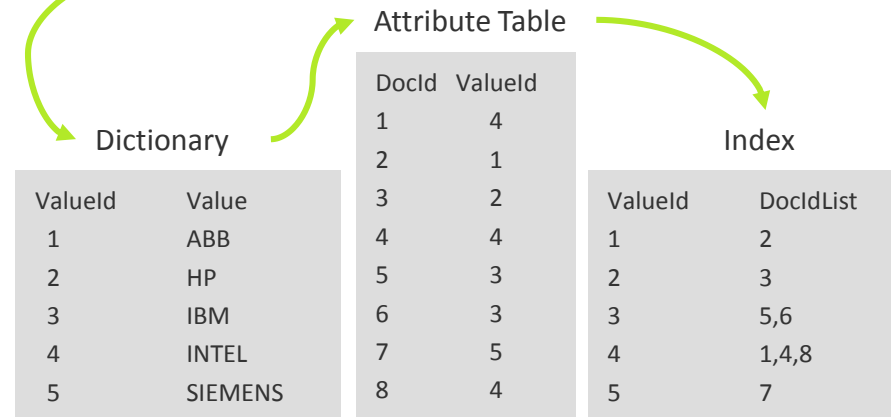 Attribute Table
DocId ValueId
1 4
2 1
3 2
4 4
5 3
6 3
7 5
8 4
Dictionary
ValueId Value
1 ABB
2 HP
3 IBM
4 INTEL
5 SIEMENS
Index
ValueId DocIdList
1 2
2 3
3 5,6
4 1,4,8
5 7